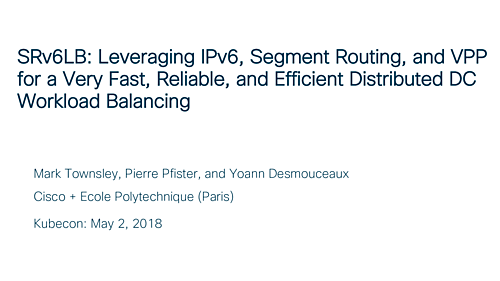 SRv6LB: Leveraging IPv6, Segment Routing, and VPP
for a Very Fast, Reliable, and Efficient Distributed DC
Workload Balancing
Mark Townsley, Pierre Pfister, and Yoann Desmouceaux
Cisco + Ecole Polytechnique (Paris)
Kubecon: May 2, 2018